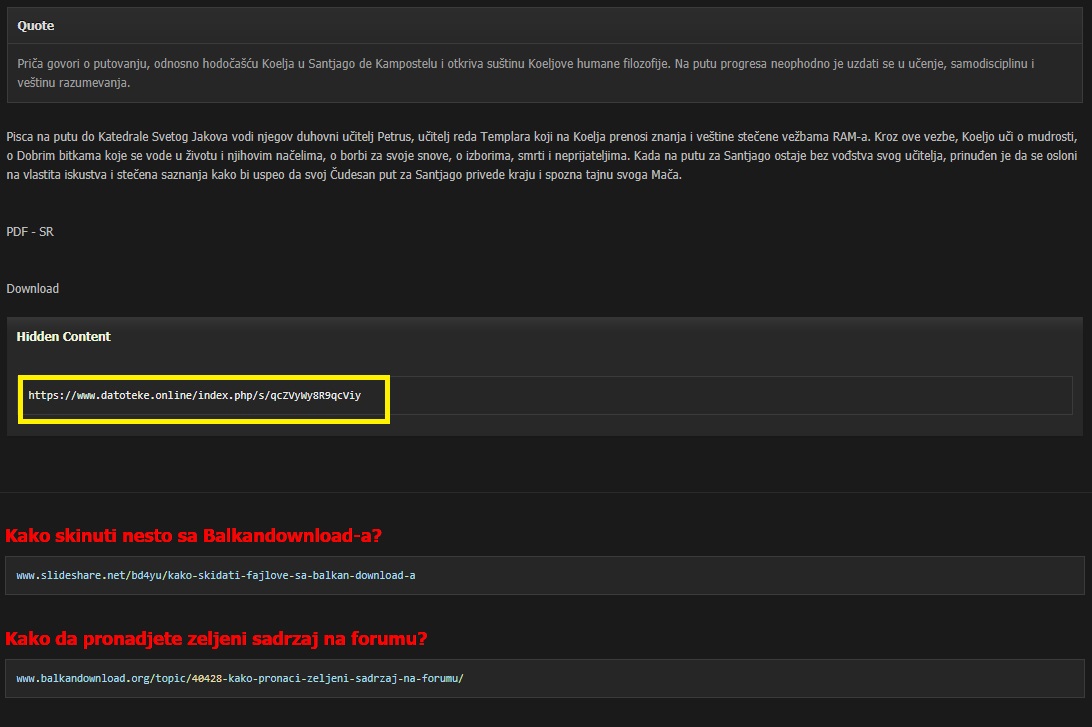 Quote
Priča govori o putovanju, odnosno hodočašću Koelja u Santjago de Kampostelu i otkriva suštinu Koeljove humane filozofije. Na putu progresa neophodno je uzdati se u učenje, samodisciplinu i
veštinu razumevanja.
Pisca na putu do Katedrale Svetog Jakova vodi njegov duhovni učitelj Petrus, učitelj reda Templara koji na Koelja prenosi znanja i veštine stečene vežbama RAM-a. Kroz ove vezbe, Koeljo uči o mudrosti,
o Dobrim bitkama koje se vode u životu i njihovim načelima, o borbi za svoje snove, o izborima, smrti i neprijateljima. Kada na putu za Santjago ostaje bez vođstva svog učitelja, prinuđen je da se osloni
na vlastita iskustva i stečena saznanja kako bi uspeo da svoj Čudesan put za Santjago privede kraju i spozna tajnu svoga Mača.
PDF - SR
Download
Hidden Content
https://www.datoteke.online/index.php/s/qcZVyWy8R9qcViy
Kako skinuti nesto sa Balkandownload-a?
www.slideshare.net/bd4yu/kako-skidati-fajlove-sa-balkan-download-a
Kako da pronadjete zeljeni sadrzaj na forumu?
www.balkandownload.org/topic/40428-kako-pronaci-zeljeni-sadrzaj-na-forumu/